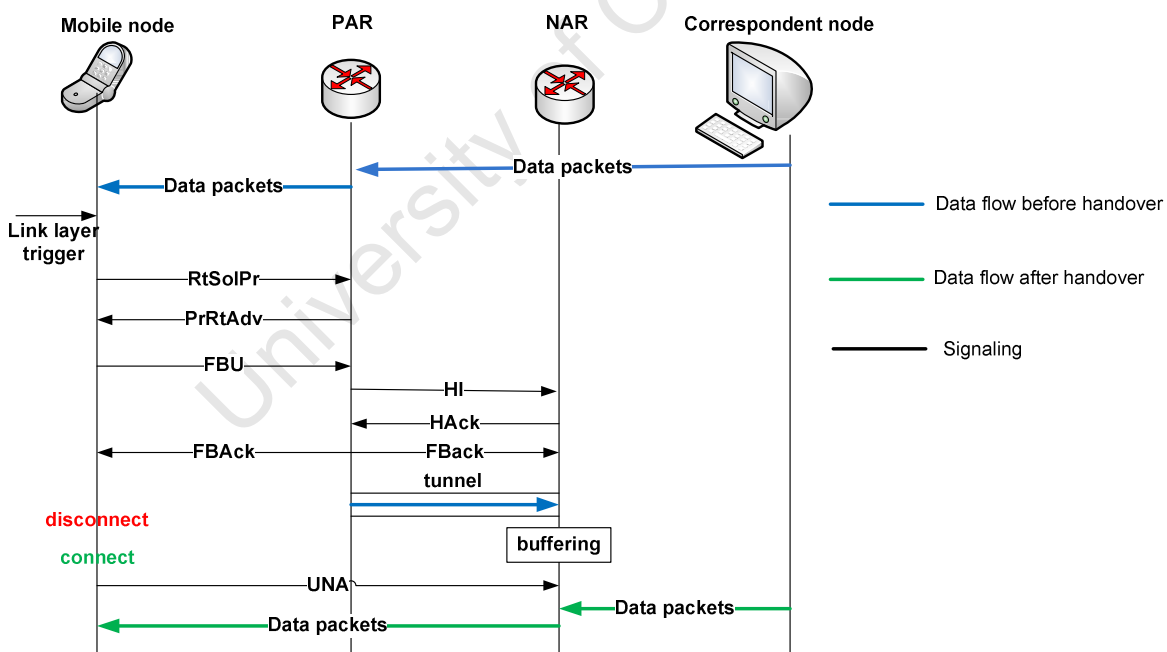 Mobile node
PAR
NAR
Correspondent node
Data packets
Data packets
Link layer
trigger
RtSolPr
PrRtAdv
FBU
HI
HAck
FBAck
FBack
tunnel
disconnect
connect
buffering
UNA
Data packets
Data packets
Data flow before handover
Data flow after handover
Signaling
University of C